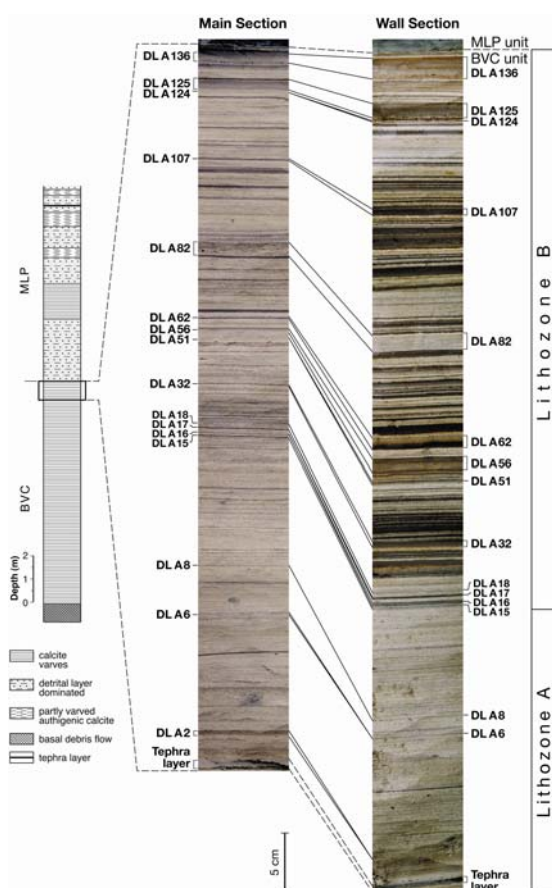 Main Section
Wall Section
MLP unit
BVC unit
DL A136
DL A125
DL A124
DL A107
DL A82
DL A62
DL A56
DL A51
DL A32
DL A18
DL A17
DL A16
DL A15
DL A8
DL A6
DL A2
Tephra
layer
DL A136
DL A125
DL A124
DL A107
DL A82
DL A62
DL A56
DL A51
DL A32
DL A18
DL A17
DL A16
DL A15
DL A8
DL A6
Tephra
layer
Lithozone B
Lithozone A
MLP
BVC
Depth (m)
2
1
0
calcite
varves
detrital layer
dominated
partly varved
authigenic calcite
basal debris flow
tephra layer
5 cm